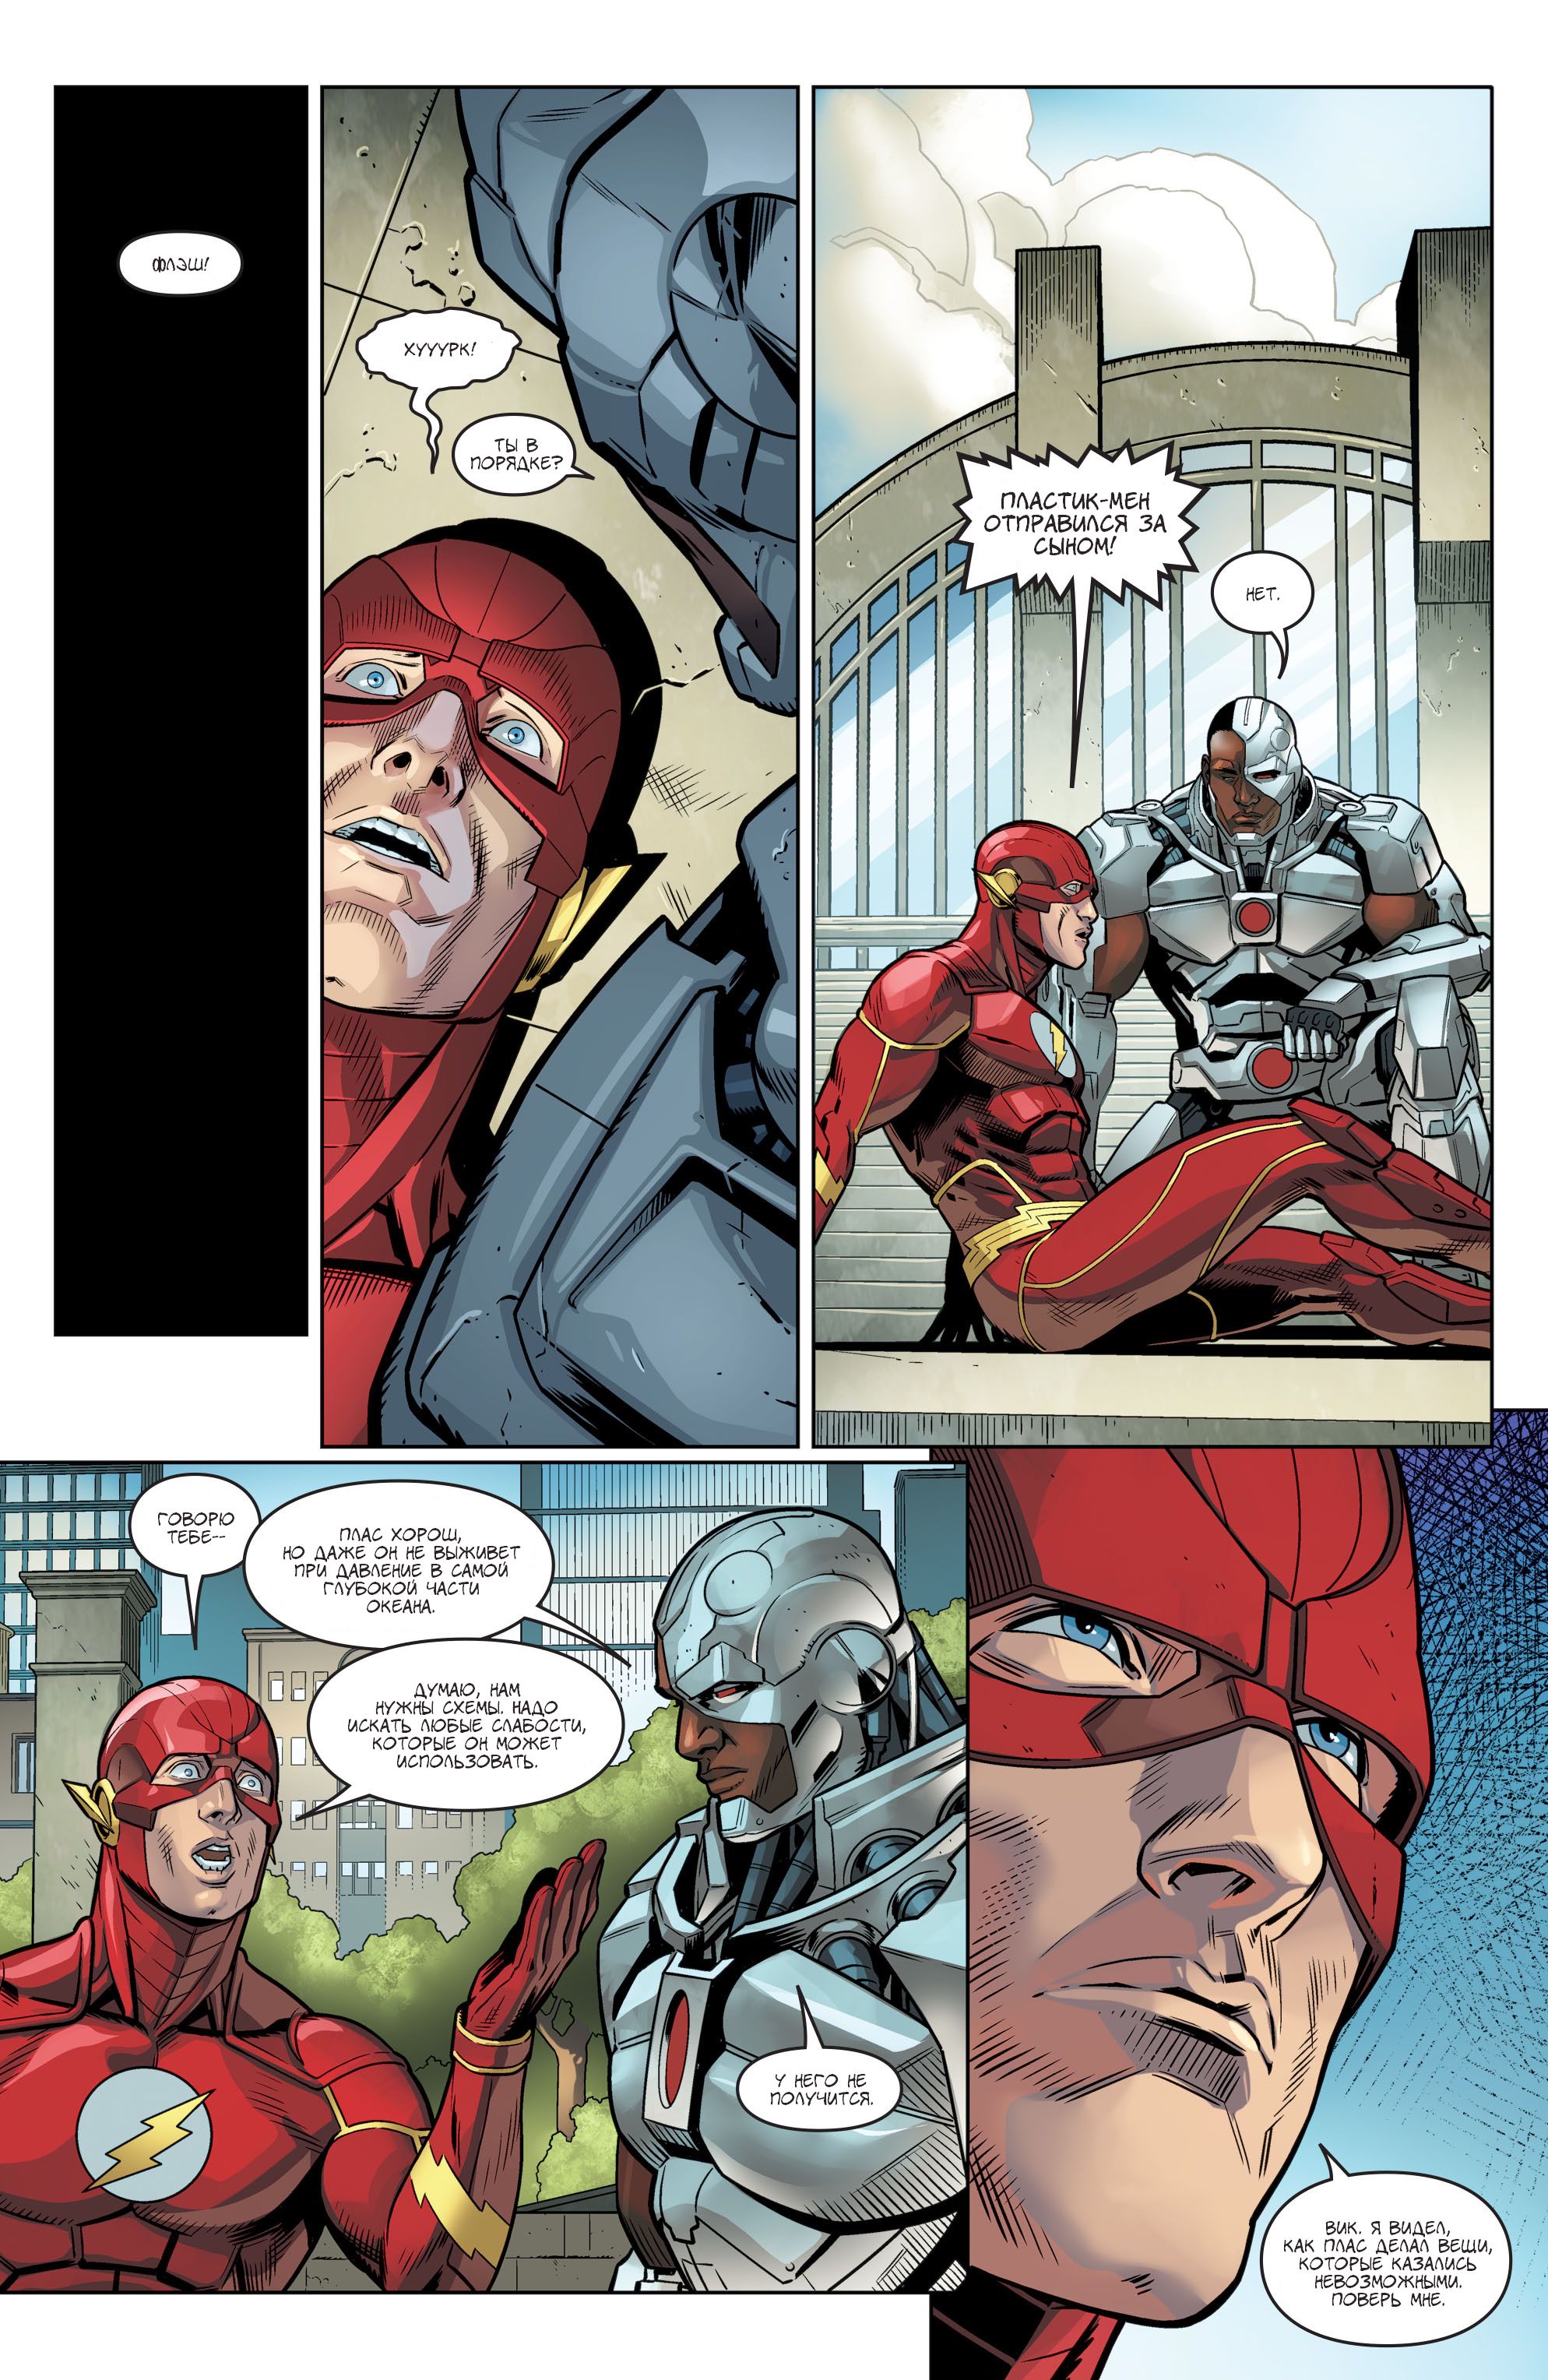 ФЛЭШ!
ХУУУРК!
ТЫ В
ПОРЯДКЕ?
ПЛАСТИК-МЕН
ОТПРАВИЛСЯ ЗА
СЫНОМ!
НЕТ.
ГОВОРЮ
ТЕБЕ--
ПЛАС ХОРОШ,
НО ДАЖЕ ОН НЕ ВЫЖИВЕТ
ПРИ ДАВЛЕНИЕ В САМОЙ
ГЛУБОКОЙ ЧАСТИ
ОКЕАНА.
ДУМАЮ, НАМ
НУЖНЫ СХЕМЫ. НАДО
ИСКАТЬ ЛЮБЫЕ СЛАБОСТИ,
КОТОРЫЕ ОН МОЖЕТ
ИСПОЛЬЗОВАТЬ.
У НЕГО НЕ
ПОЛУЧИТСЯ.
ВИК. Я ВИДЕЛ,
КАК ПЛАС ДЕЛАЛ ВЕЩИ,
КОТОРЫЕ КАЗАЛИСЬ
НЕВОЗМОЖНЫМИ.
ПОВЕРЬ МНЕ.